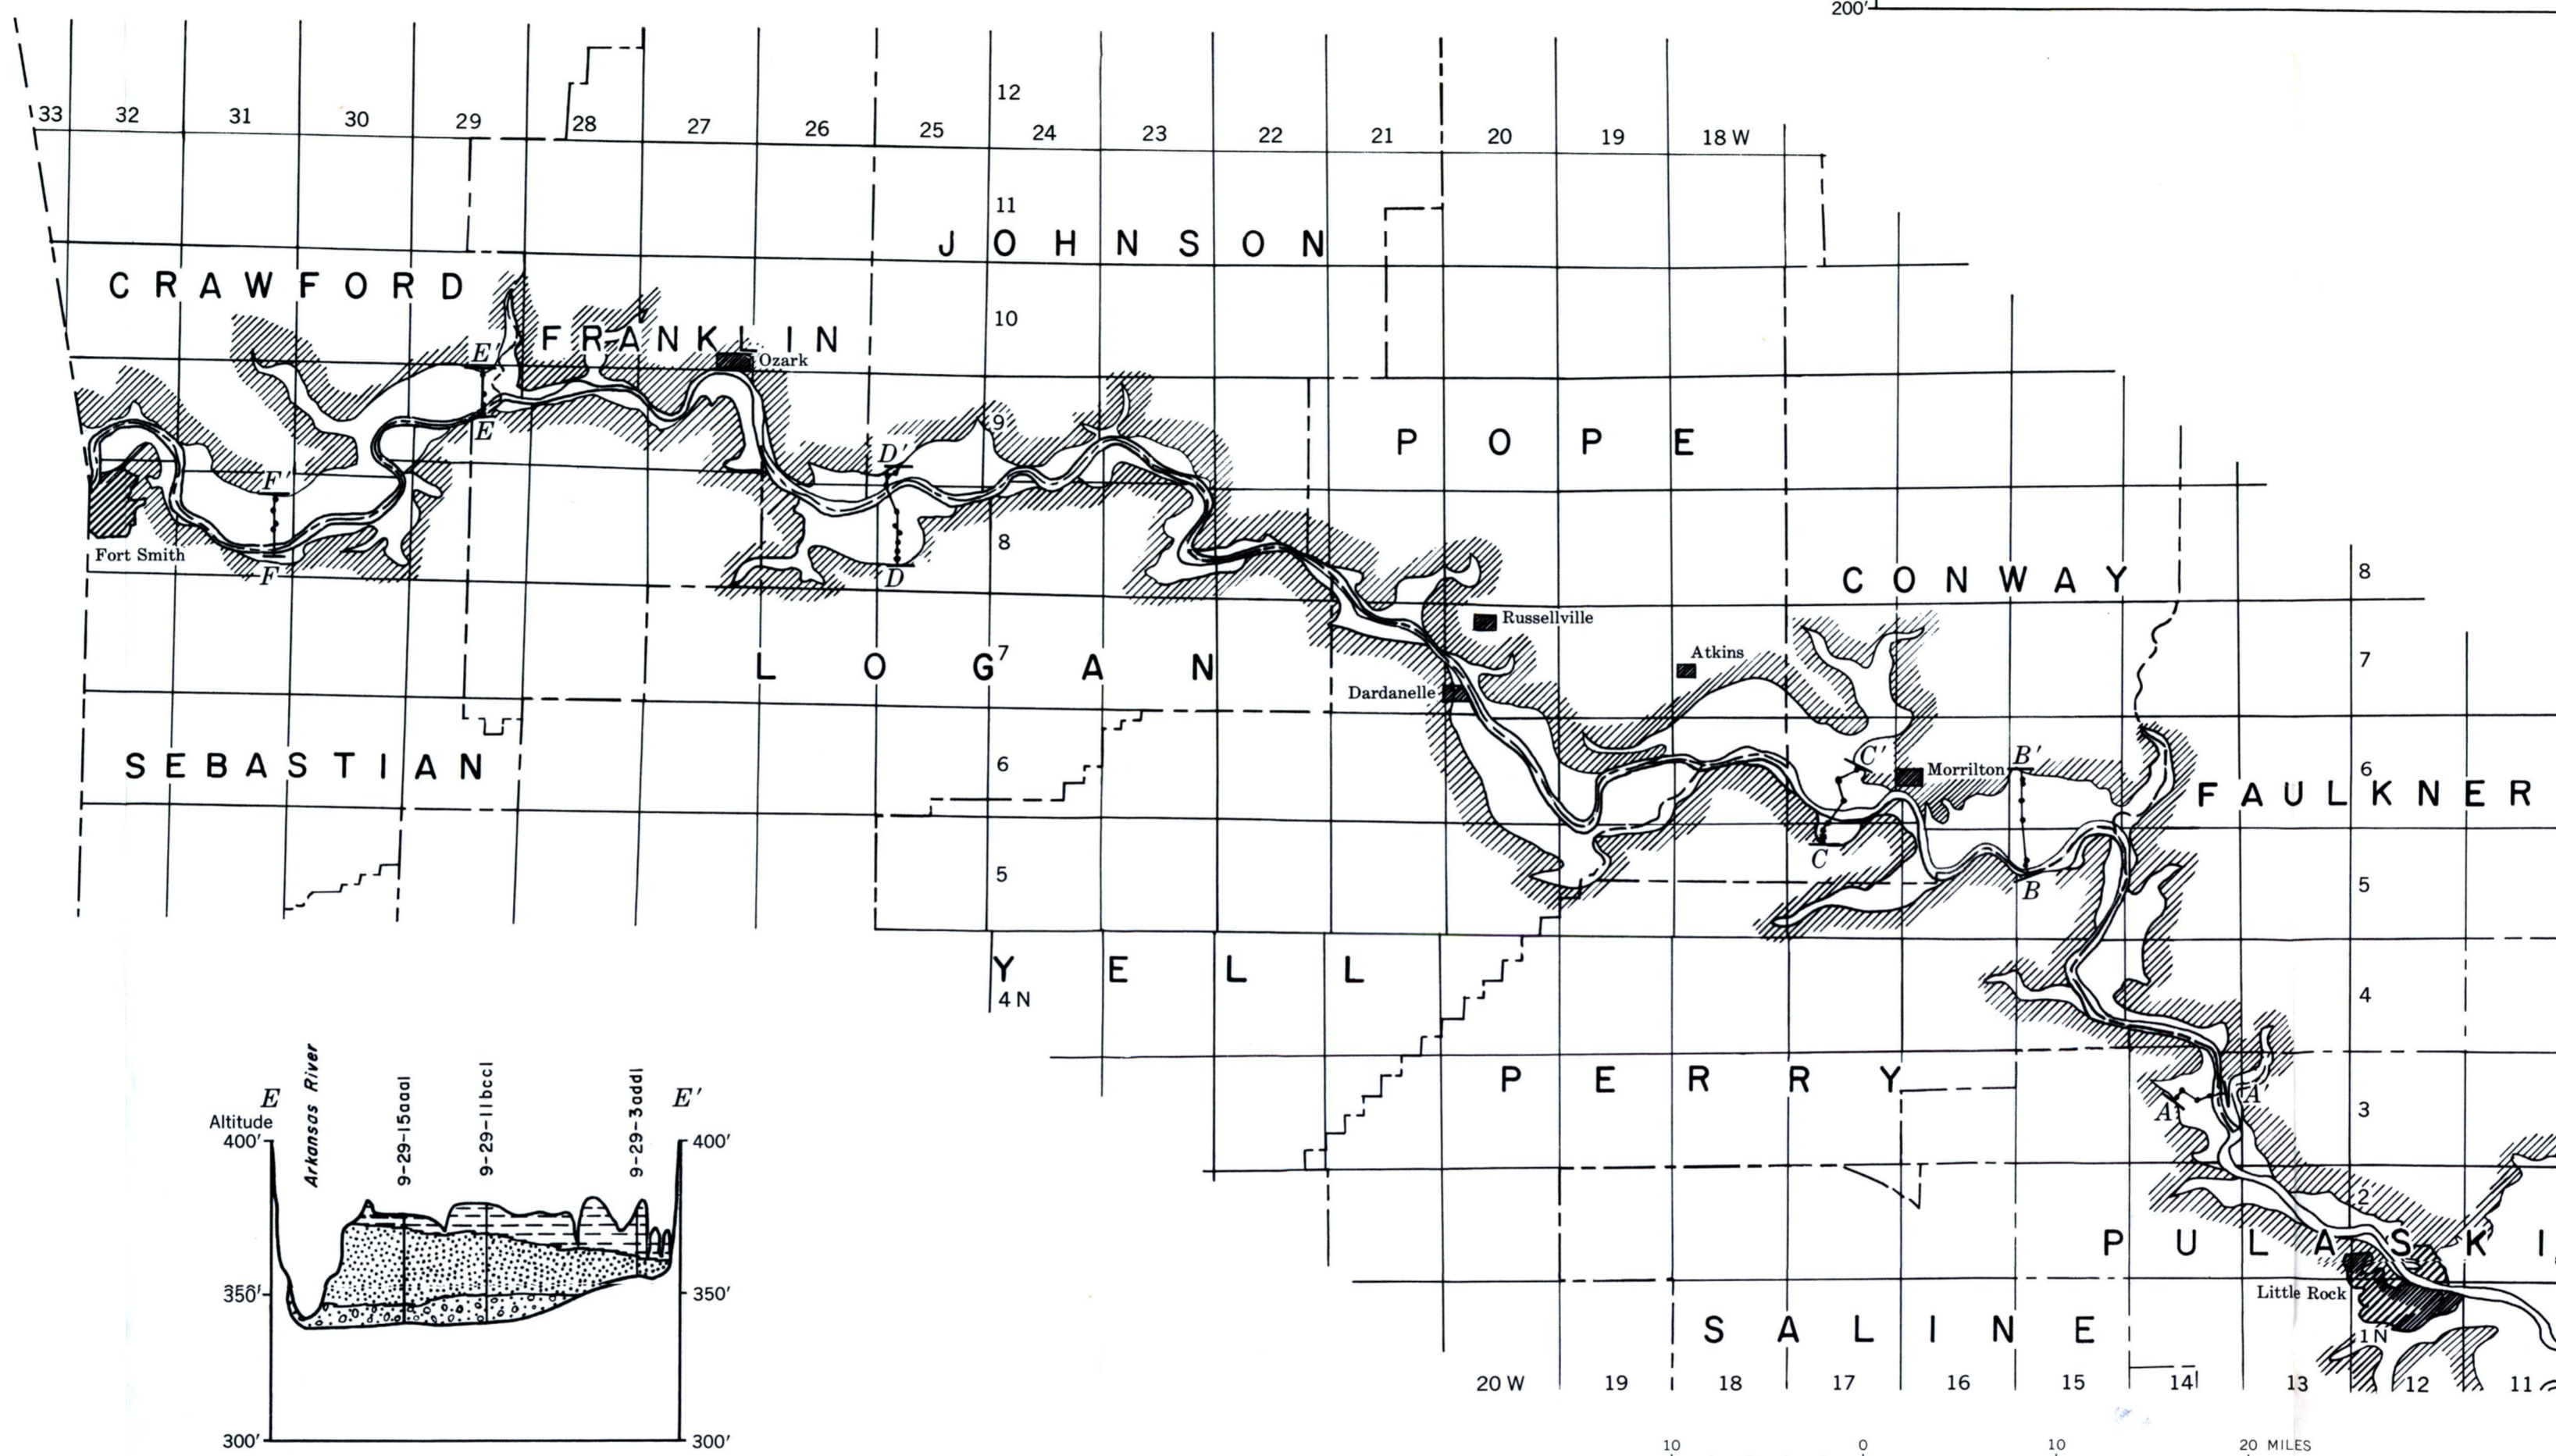 200'
12
33 32 31 30 29 28 27 26 25 24 23 22 21 20 19 18 W
11
J O H N S O N
C R A W F O R D
10
F R A N K L I N
E'
Ozark
9
E
P O P E
D'
F'
8
Fort Smith
F
D
C O N W A Y
8
Russellville
7
L O G A N
Atkins
7
Dardanelle
C'
B'
S E B A S T I A N
6
Morrilton
6
F A U L K N E R
C
5
B
5
Y E L L
4 N
4
P E R R Y
A
A'
3
2
P U L A S K I
Little Rock
S A L I N E
1 N
20 W 19 18 17 16 15 14 13 12 11
E
Arkansas River
9-29-15aaa1
9-29-11bcc1
9-29-3add1
E'
Altitude
400'
400'
350'
350'
300'
300'
10 0 10 20 MILES